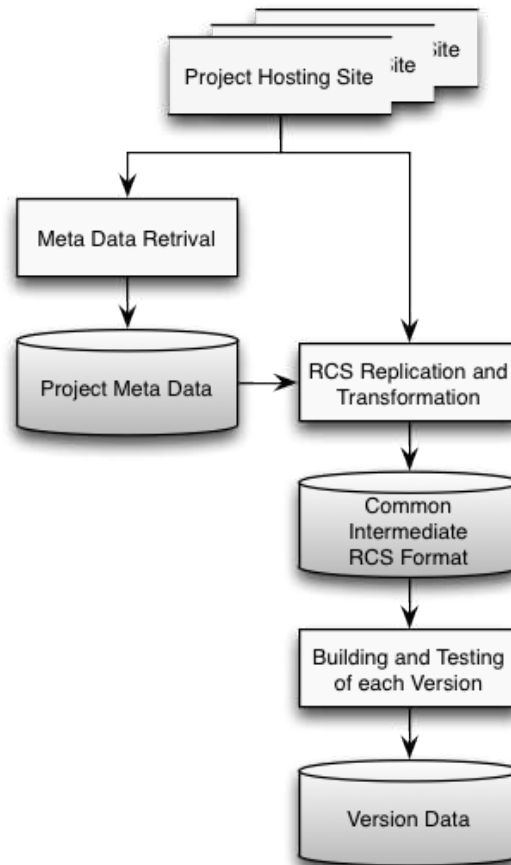 Site
Site
Project Hosting Site
Meta Data Retrival
Project Meta Data
RCS Replication and
Transformation
Common
Intermediate
RCS Format
Building and Testing
of each Version
Version Data